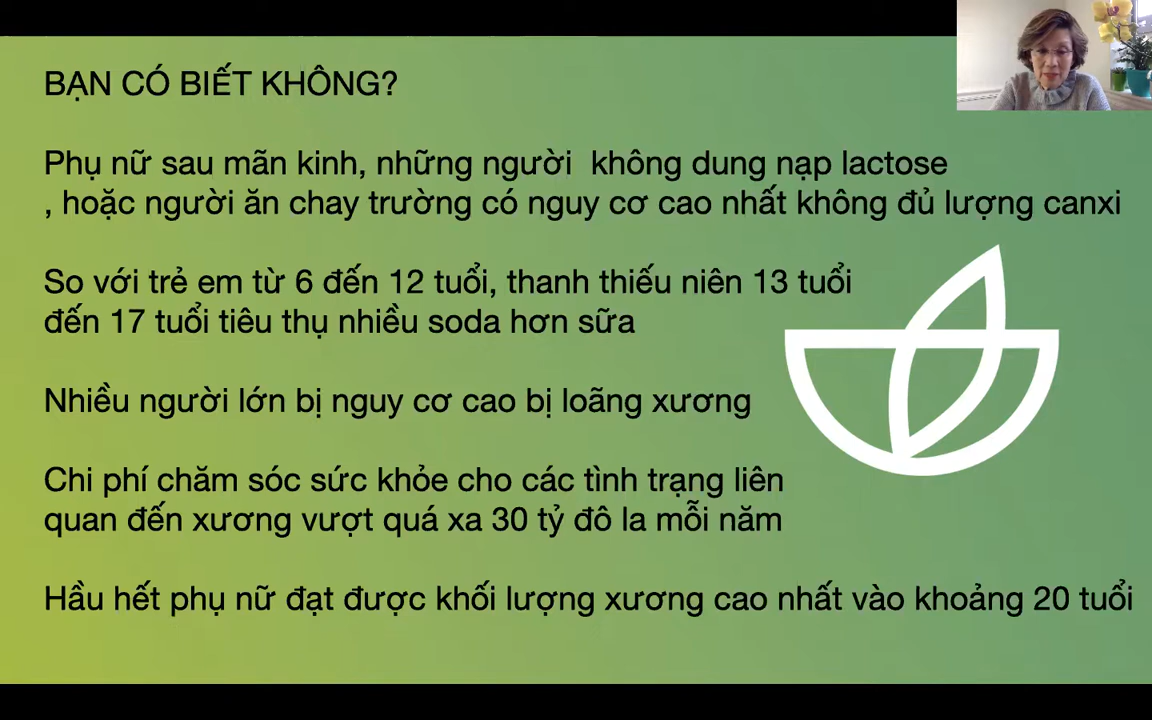 BẠN CÓ BIẾT KHÔNG?
Phụ nữ sau mãn kinh, những người  không dung nạp lactose
, hoặc người ăn chay trường có nguy cơ cao nhất không đủ lượng canxi
So với trẻ em từ 6 đến 12 tuổi, thanh thiếu niên 13 tuổi
đến 17 tuổi tiêu thụ nhiều soda hơn sữa
Nhiều người lớn bị nguy cơ cao bị loãng xương
Chi phí chăm sóc sức khỏe cho các tình trạng liên
quan đến xương vượt quá xa 30 tỷ đô la mỗi năm
Hầu hết phụ nữ đạt được khối lượng xương cao nhất vào khoảng 20 tuổi